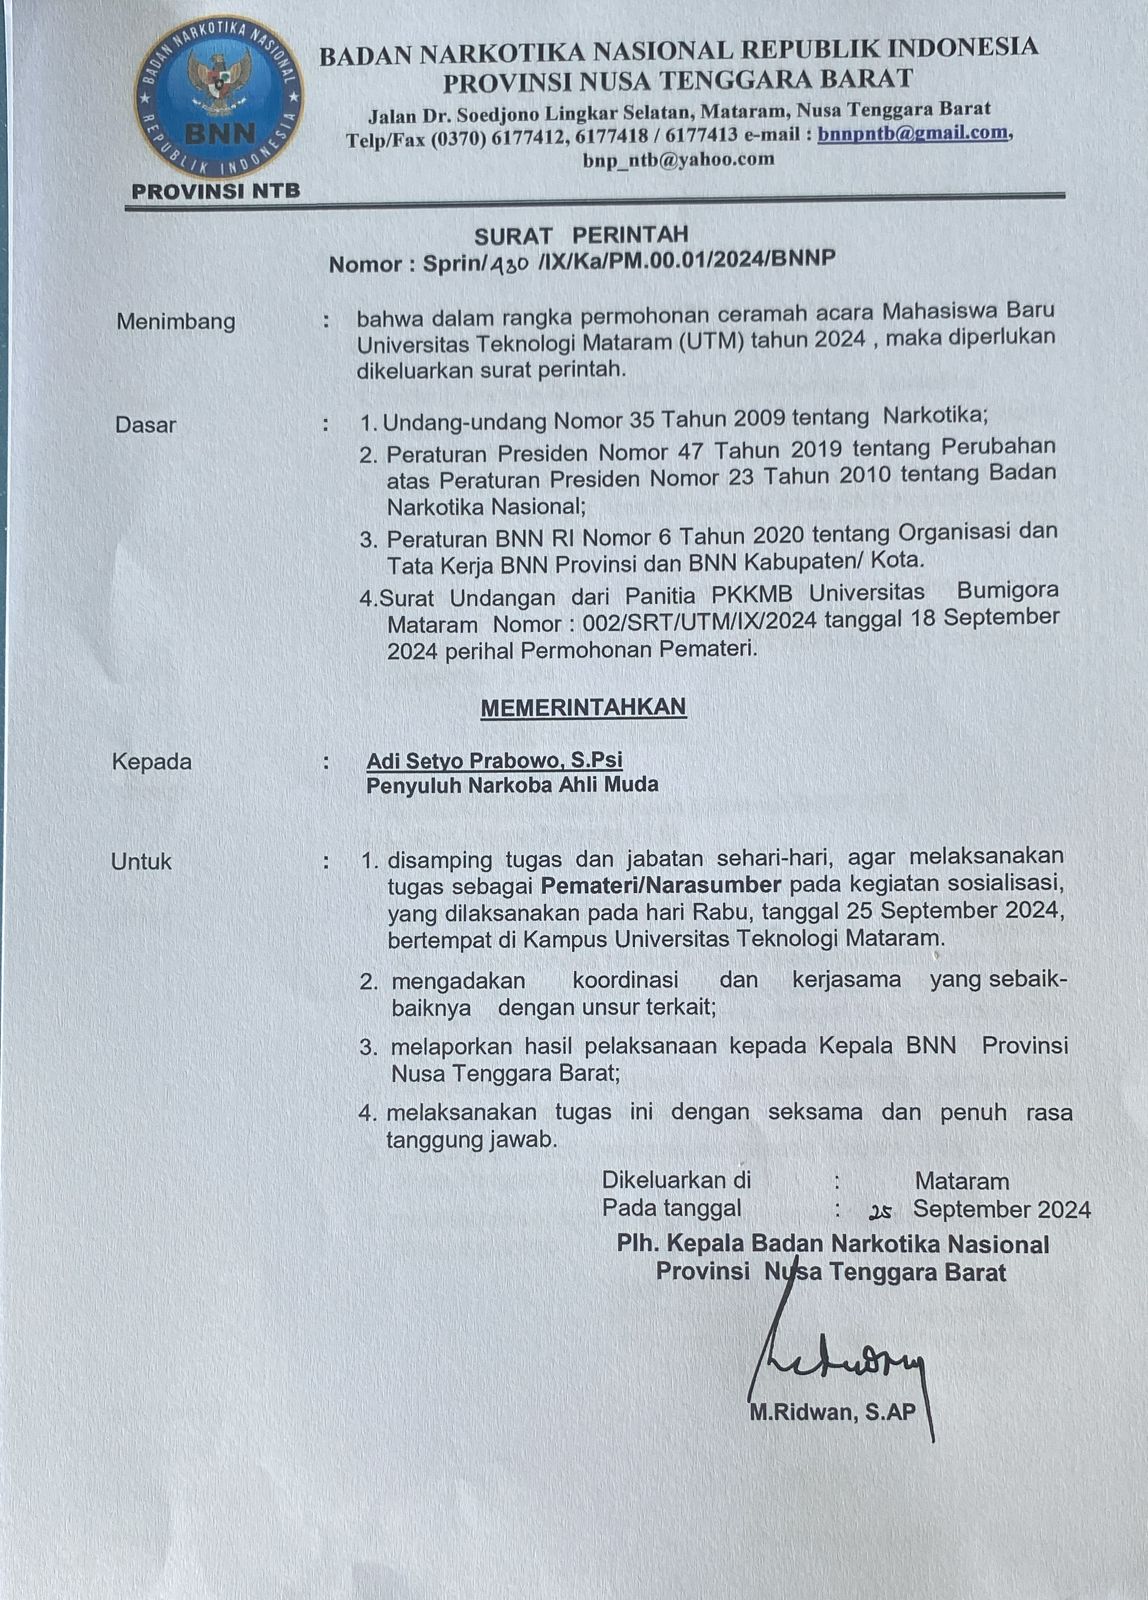 BADAN NARKOTIKA NASIONAL
REPUBLIK INDONESIA
BNN
PROVINSI NTB
BADAN NARKOTIKA NASIONAL REPUBLIK INDONESIA
PROVINSI NUSA TENGGARA BARAT
Jalan Dr. Soedjono Lingkar Selatan, Mataram, Nusa Tenggara Barat
Telp/Fax (0370) 6177412, 6177418 / 6177413 e-mail : bnnpntb@gmail.com,
bnp_ntb@yahoo.com
SURAT PERINTAH
Nomor : Sprin/430 /IX/Ka/PM.00.01/2024/BNNP
Menimbang : bahwa dalam rangka permohonan ceramah acara Mahasiswa Baru
Universitas Teknologi Mataram (UTM) tahun 2024 , maka diperlukan
dikeluarkan surat perintah.
Dasar : 1. Undang-undang Nomor 35 Tahun 2009 tentang Narkotika;
2. Peraturan Presiden Nomor 47 Tahun 2019 tentang Perubahan
atas Peraturan Presiden Nomor 23 Tahun 2010 tentang Badan
Narkotika Nasional;
3. Peraturan BNN RI Nomor 6 Tahun 2020 tentang Organisasi dan
Tata Kerja BNN Provinsi dan BNN Kabupaten/ Kota.
4.Surat Undangan dari Panitia PKKMB Universitas Bumigora
Mataram Nomor : 002/SRT/UTM/IX/2024 tanggal 18 September
2024 perihal Permohonan Pemateri.
MEMERINTAHKAN
Kepada : Adi Setyo Prabowo, S.Psi
Penyuluh Narkoba Ahli Muda
Untuk : 1. disamping tugas dan jabatan sehari-hari, agar melaksanakan
tugas sebagai Pemateri/Narasumber pada kegiatan sosialisasi,
yang dilaksanakan pada hari Rabu, tanggal 25 September 2024,
bertempat di Kampus Universitas Teknologi Mataram.
2. mengadakan koordinasi dan kerjasama yang sebaik-
baiknya dengan unsur terkait;
3. melaporkan hasil pelaksanaan kepada Kepala BNN Provinsi
Nusa Tenggara Barat;
4. melaksanakan tugas ini dengan seksama dan penuh rasa
tanggung jawab.
Dikeluarkan di : Mataram
Pada tanggal : 25 September 2024
Plh. Kepala Badan Narkotika Nasional
Provinsi Nusa Tenggara Barat
M.Ridwan, S.AP